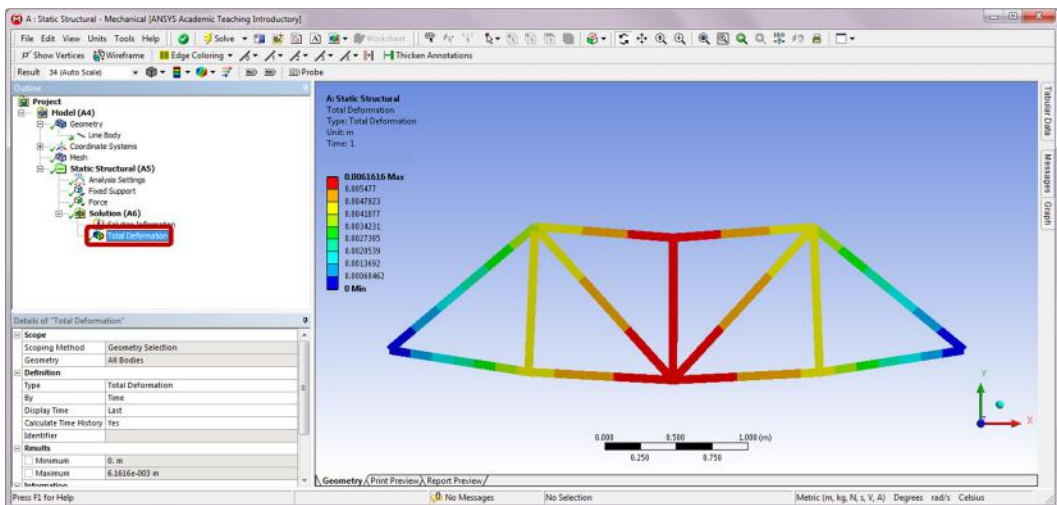 A : Static Structural - Mechanical [ANSYS Academic Teaching Introductory]
File Edit View Units Tools Help Solve Worksheet
Show Vertices Wireframe Edge Coloring Thicken Annotations
Result 34 (Auto Scale) Probe
Outline
Project
Model (A4)
Geometry
Line Body
Coordinate Systems
Mesh
Static Structural (A5)
Analysis Settings
Fixed Support
Force
Solution (A6)
Solution Information
Total Deformation
Details of "Total Deformation"
Scope
Scoping Method Geometry Selection
Geometry All Bodies
Definition
Type Total Deformation
By Time
Display Time Last
Calculate Time History Yes
Identifier
Results
Minimum 0. m
Maximum 6.1616e-003 m
Information
A: Static Structural
Total Deformation
Type: Total Deformation
Unit: m
Time: 1
0.0061616 Max
0.005477
0.0047923
0.0041077
0.0034231
0.0027385
0.0020539
0.0013692
0.00068462
0 Min
Y
X
0.000 0.500 1.000 (m)
0.250 0.750
Geometry Print Preview Report Preview
Tabular Data
Messages
Graph
Press F1 for Help 0 No Messages No Selection Metric (m, kg, N, s, V, A) Degrees rad/s Celsius